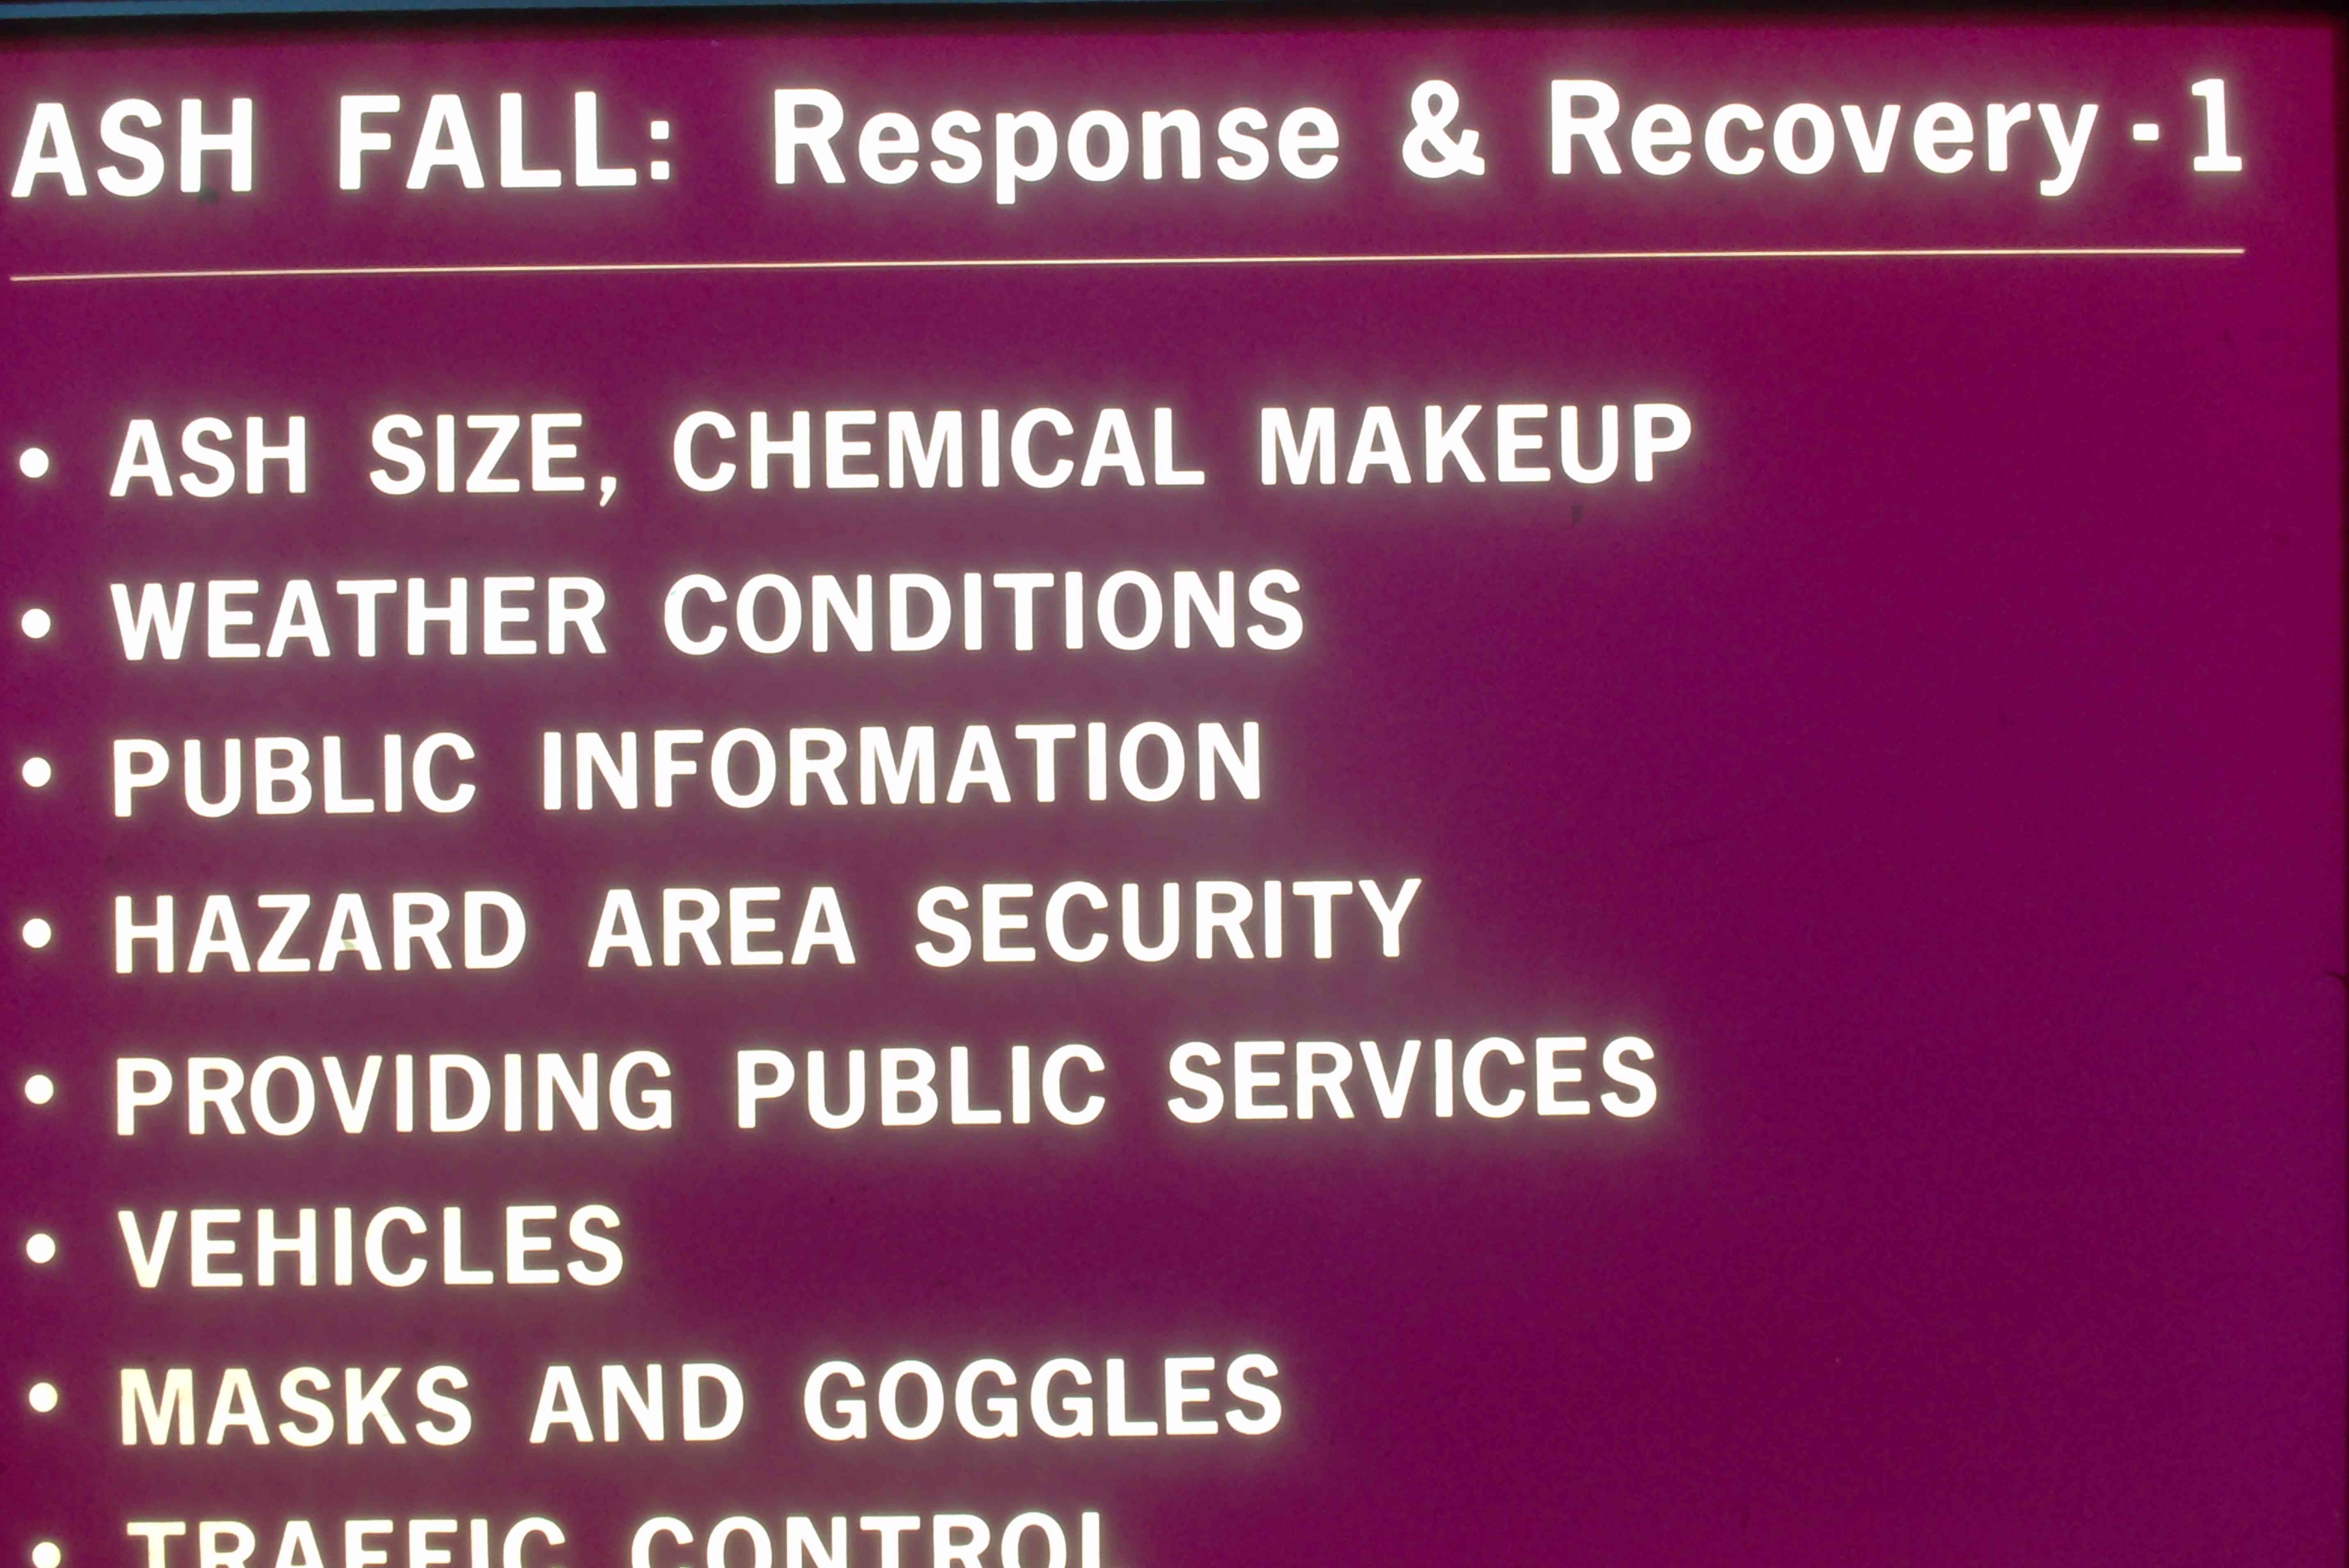 ASH FALL: Response & Recovery - 1
• ASH SIZE, CHEMICAL MAKEUP
• WEATHER CONDITIONS
• PUBLIC INFORMATION
• HAZARD AREA SECURITY
• PROVIDING PUBLIC SERVICES
• VEHICLES
• MASKS AND GOGGLES
• TRAFFIC CONTROL